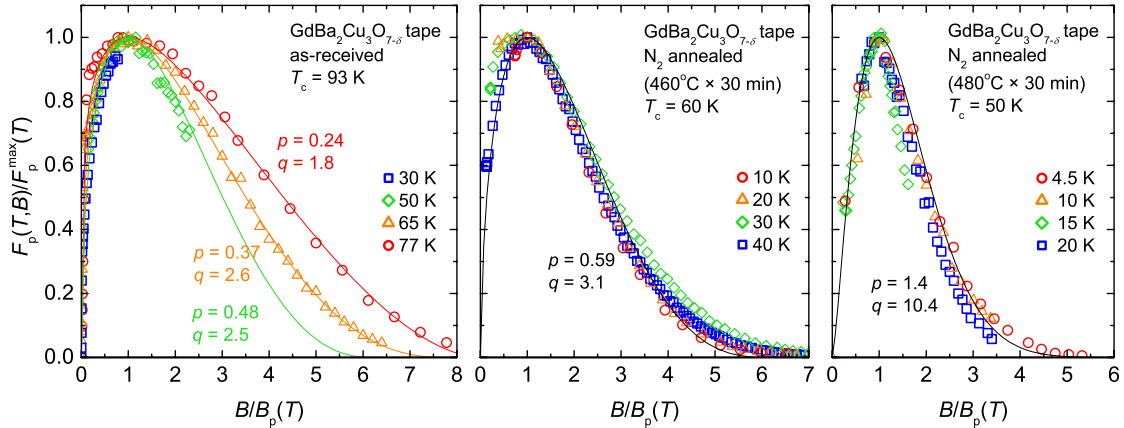 F_p(T,B)/F_p^max(T)
1.0
0.8
0.6
0.4
0.2
0.0
GdBa2Cu3O7-δ tape
as-received
Tc = 93 K
p = 0.24
q = 1.8
30 K
50 K
65 K
77 K
p = 0.37
q = 2.6
p = 0.48
q = 2.5
0 1 2 3 4 5 6 7 8
B/Bp(T)
GdBa2Cu3O7-δ tape
N2 annealed
(460°C × 30 min)
Tc = 60 K
10 K
20 K
30 K
40 K
p = 0.59
q = 3.1
0 1 2 3 4 5 6 7
B/Bp(T)
GdBa2Cu3O7-δ tape
N2 annealed
(480°C × 30 min)
Tc = 50 K
4.5 K
10 K
15 K
20 K
p = 1.4
q = 10.4
0 1 2 3 4 5 6
B/Bp(T)